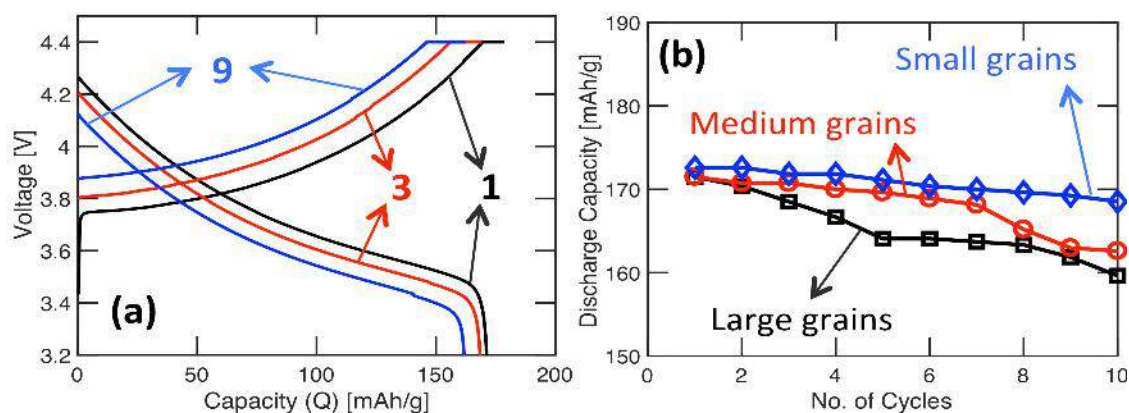 4.4
4.2
4
3.8
3.6
3.4
3.2
Voltage [V]
9
3
1
(a)
0
50
100
150
200
Capacity (Q) [mAh/g]
190
180
170
160
150
Discharge Capacity [mAh/g]
(b)
Small grains
Medium grains
Large grains
0
2
4
6
8
10
No. of Cycles